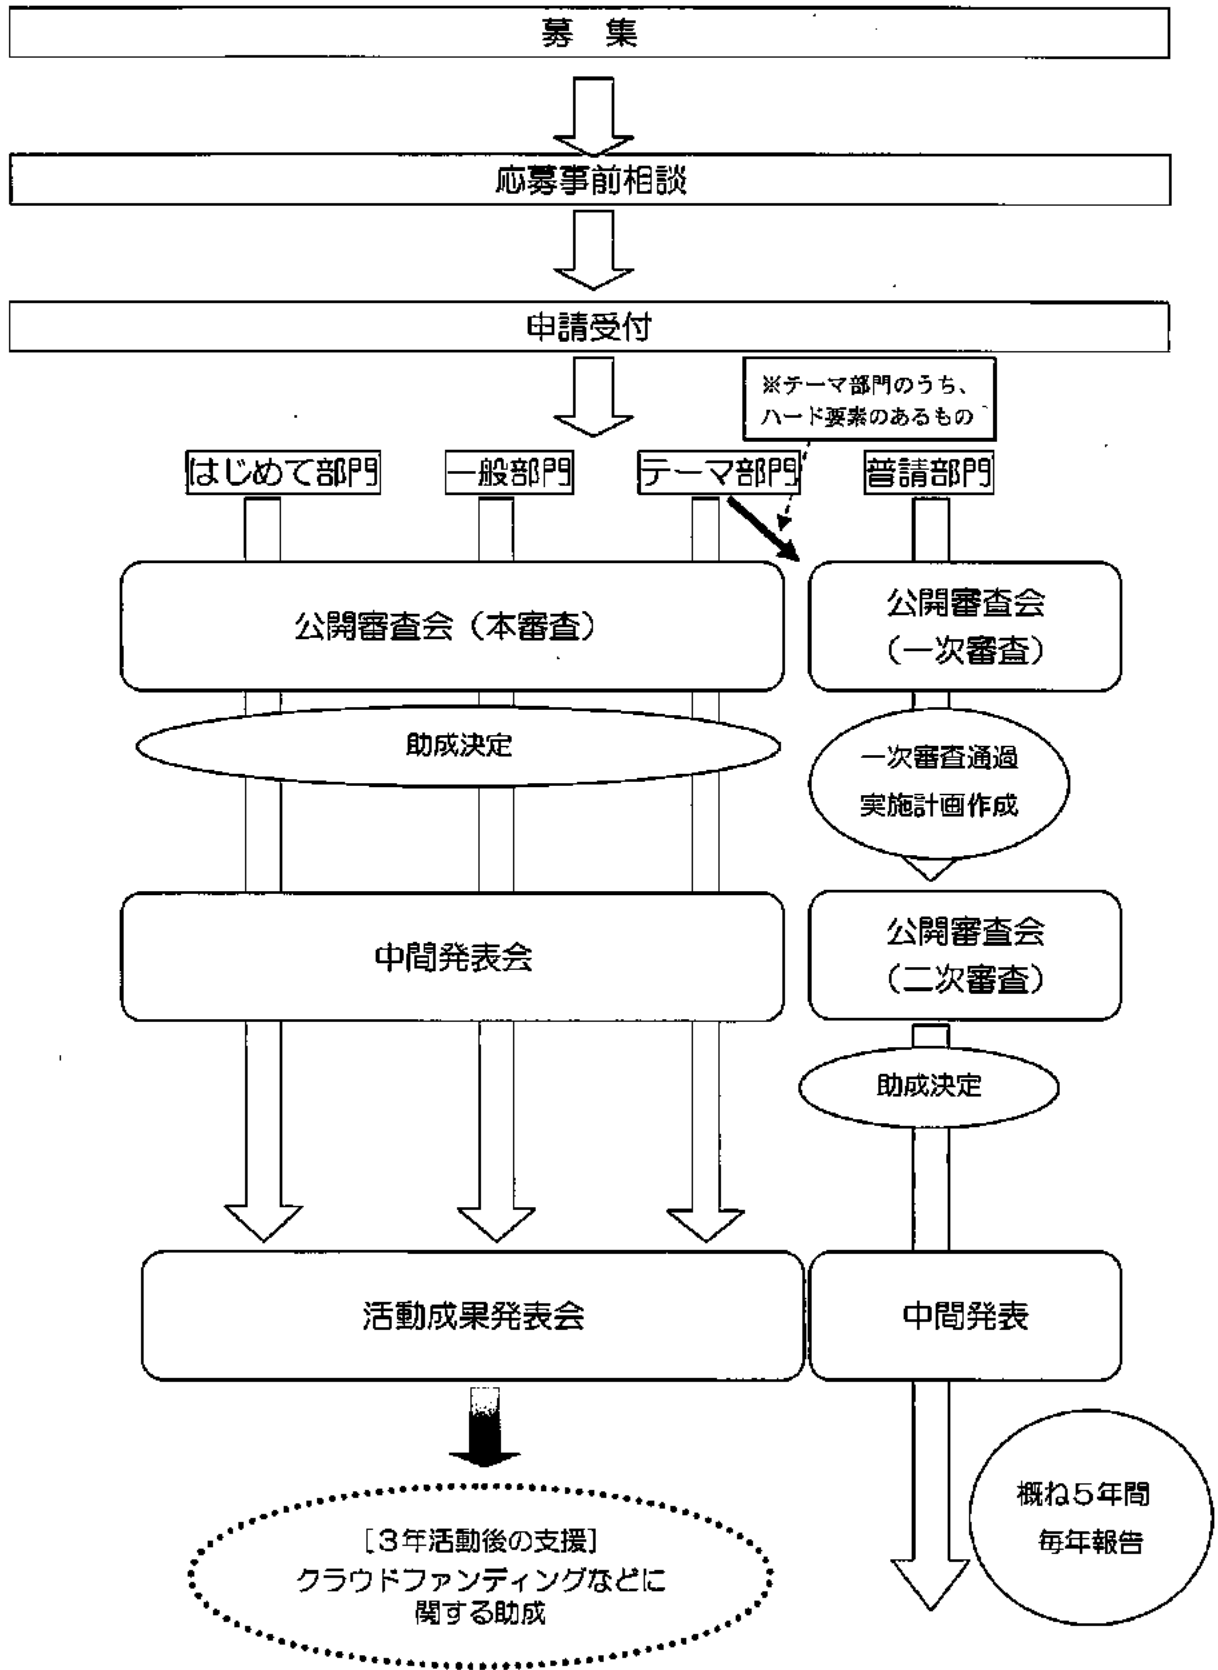 募　集
応募事前相談
申請受付
※テーマ部門のうち、
ハード要素のあるもの
はじめて部門
一般部門
テーマ部門
普請部門
公開審査会（本審査）
公開審査会
（一次審査）
助成決定
一次審査通過
実施計画作成
中間発表会
公開審査会
（二次審査）
助成決定
活動成果発表会
中間発表
［３年活動後の支援］
クラウドファンディングなどに
関する助成
概ね５年間
毎年報告